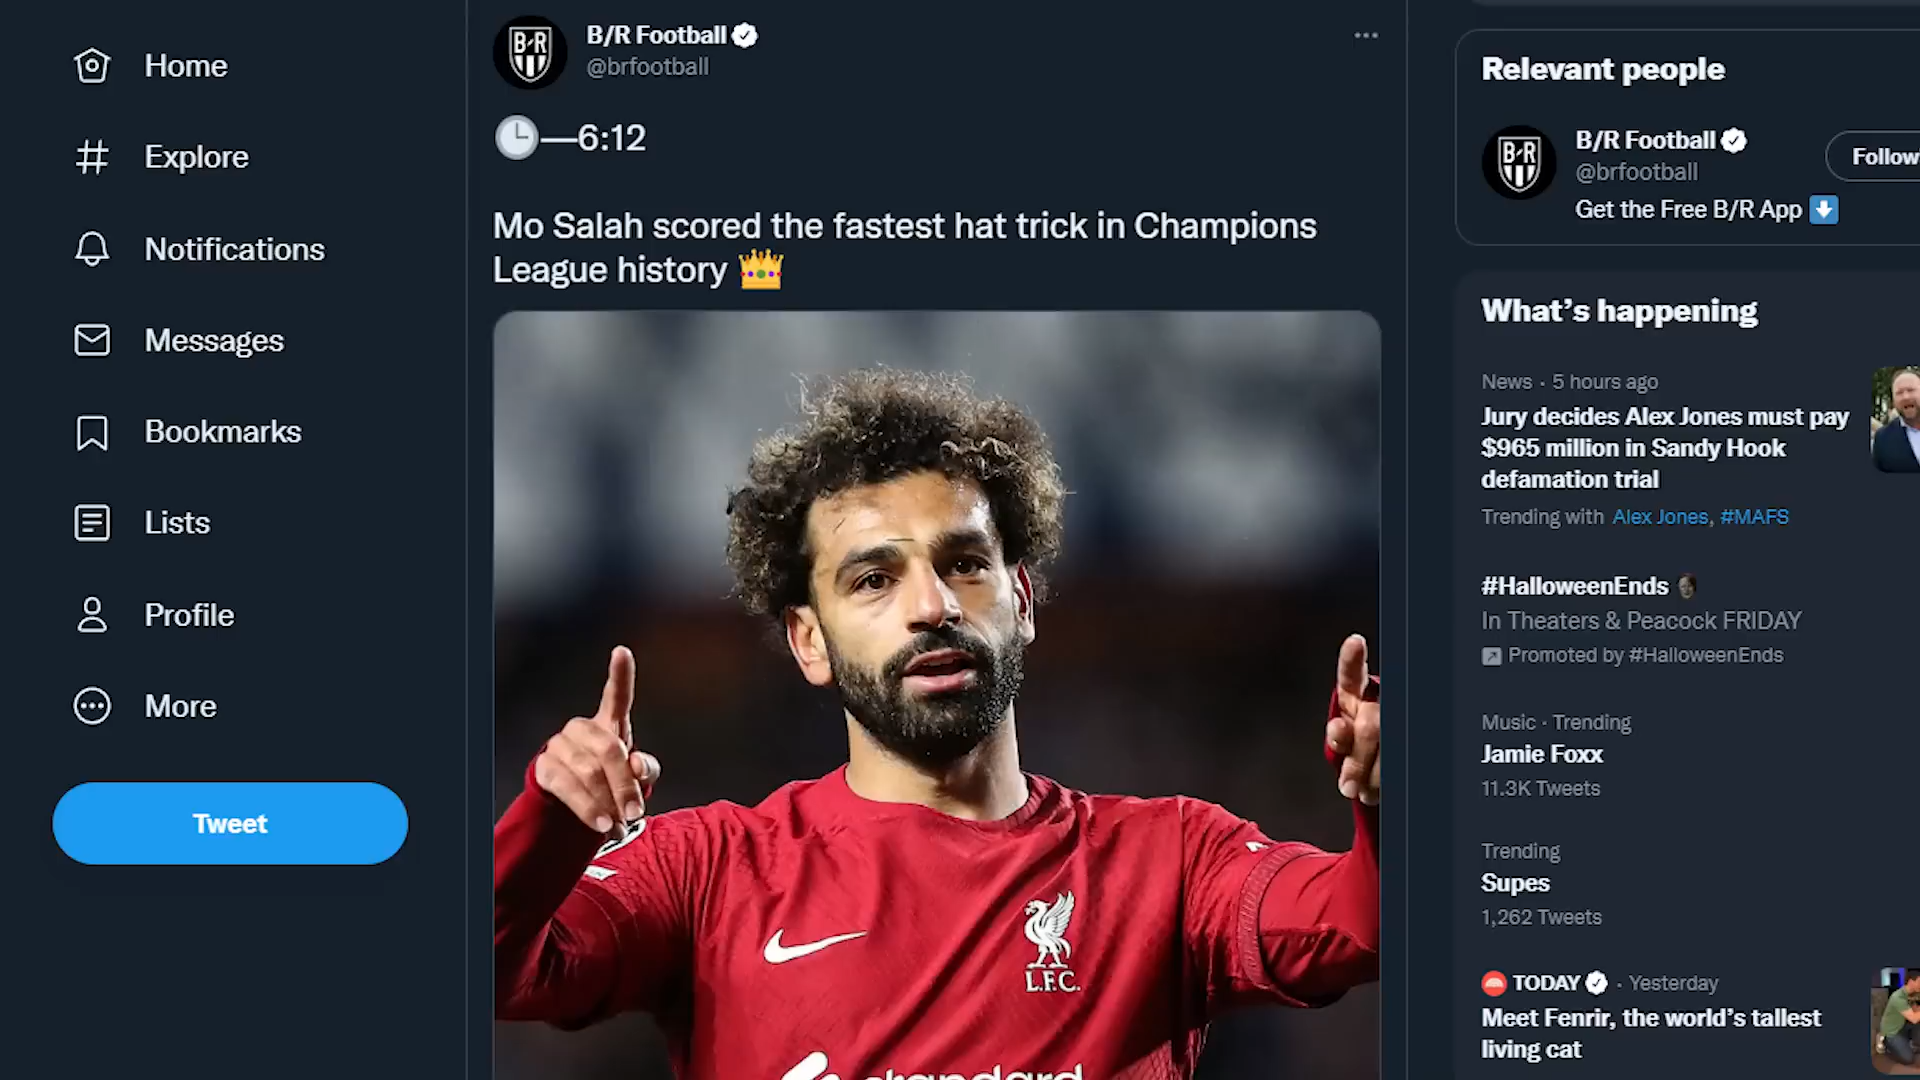 Home
Explore
Notifications
Messages
Bookmarks
Lists
Profile
More
Tweet
B/R Football
@brfootball
—6:12
Mo Salah scored the fastest hat trick in Champions
League history
L.F.C.
standard
Relevant people
B/R Football
@brfootball
Follow
Get the Free B/R App
What's happening
News · 5 hours ago
Jury decides Alex Jones must pay
$965 million in Sandy Hook
defamation trial
Trending with Alex Jones, #MAFS
#HalloweenEnds
In Theaters & Peacock FRIDAY
Promoted by #HalloweenEnds
Music · Trending
Jamie Foxx
11.3K Tweets
Trending
Supes
1,262 Tweets
TODAY · Yesterday
Meet Fenrir, the world's tallest
living cat